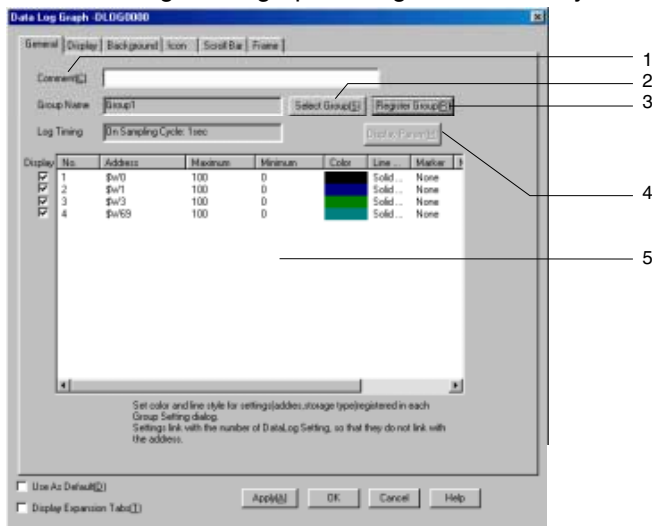 Data Log Graph -DLOG0000
General Display Background Icon Scroll Bar Frame
Comment(C)
1
2
Group Name Group1 Select Group(S) Register Group(R)
3
Log Timing On Sampling Cycle: 1sec
4
Display No. Address Maximum Minimum Color Line ... Marker
1 $W0 100 0 Solid ... None
2 $W1 100 0 Solid ... None
3 $W3 100 0 Solid ... None
4 $W69 100 0 Solid ... None
5
Set color and line style for settings(addres,storage type)registered in each
Group Setting dialog.
Settings link with the number of DataLog Setting, so that they do not link with
the address.
Use As Default(D)
Display Expansion Tabs(T)
Apply(A) OK Cancel Help